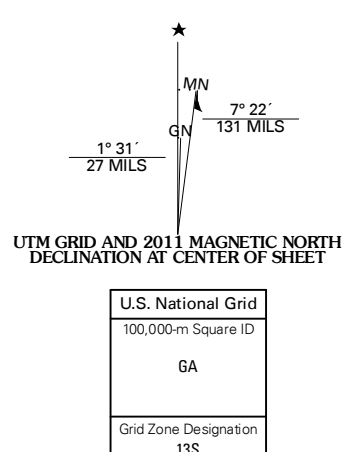 MN
7° 22´
131 MILS
GN
1° 31´
27 MILS
UTM GRID AND 2011 MAGNETIC NORTH
DECLINATION AT CENTER OF SHEET
U.S. National Grid
100,000-m Square ID
GA
Grid Zone Designation
13S